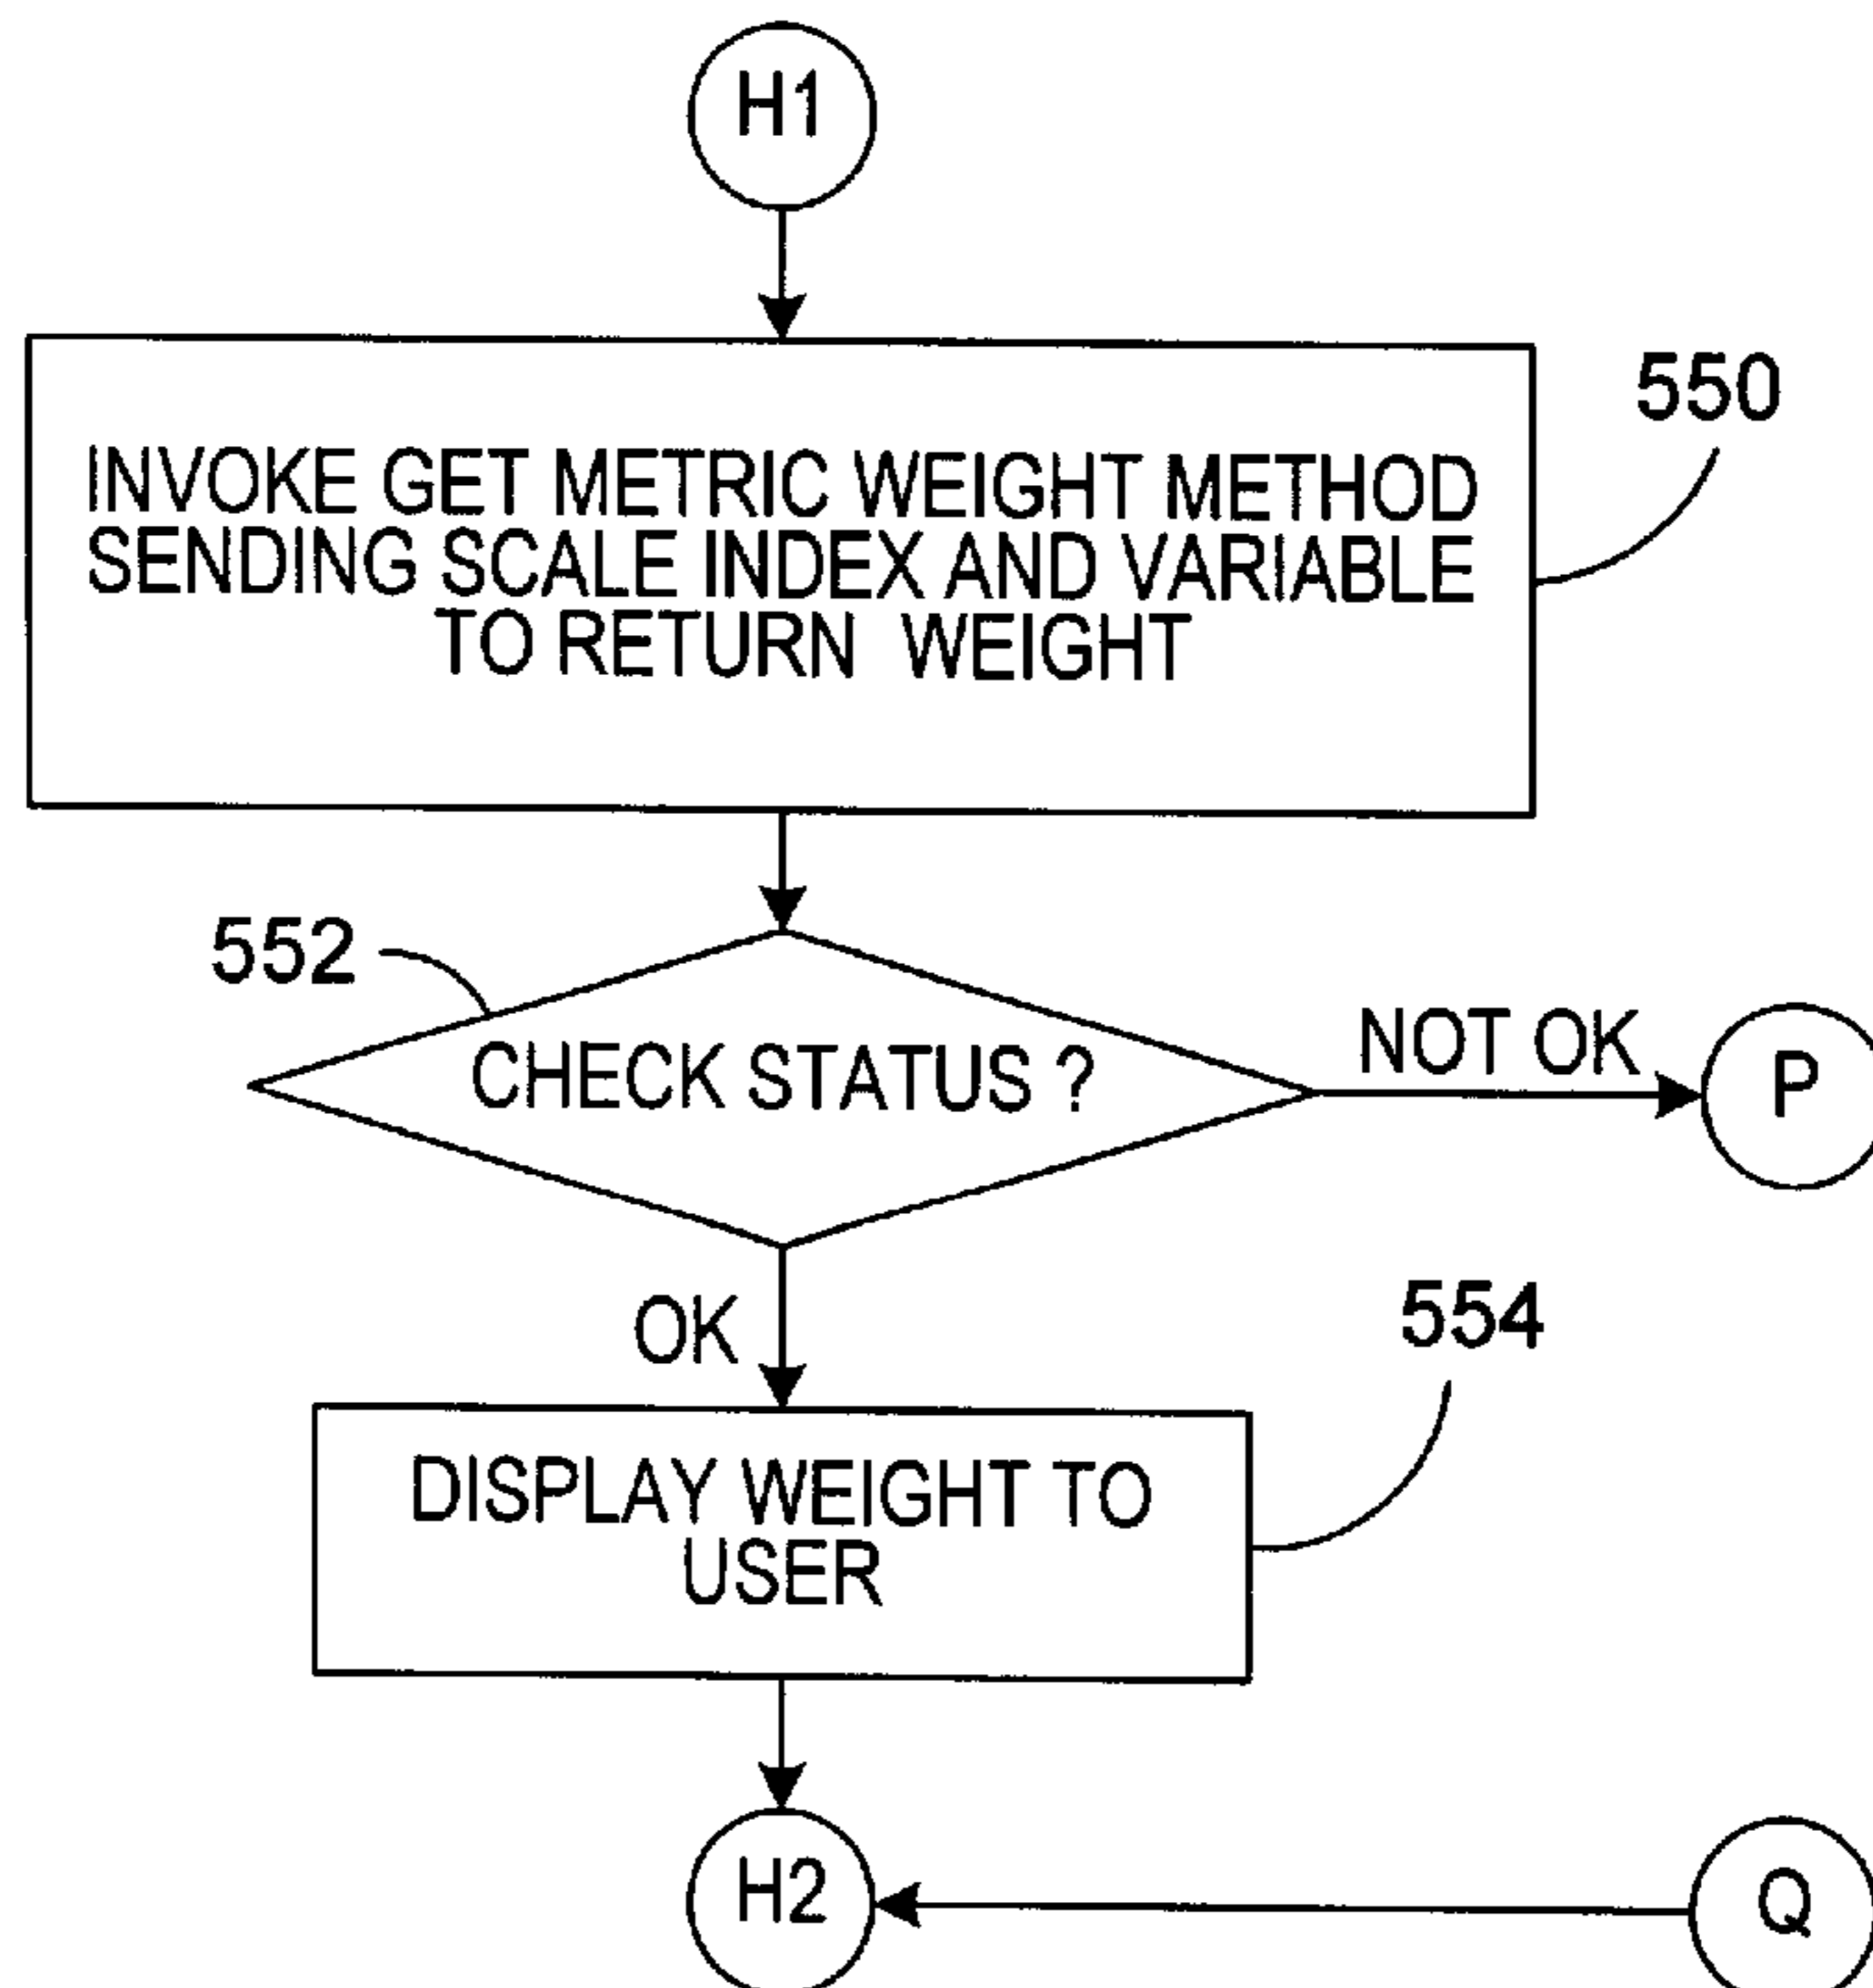 H1
550
INVOKE GET METRIC WEIGHT METHOD
SENDING SCALE INDEX AND VARIABLE
TO RETURN WEIGHT
552
CHECK STATUS ?
NOT OK
P
OK
554
DISPLAY WEIGHT TO
USER
H2
Q